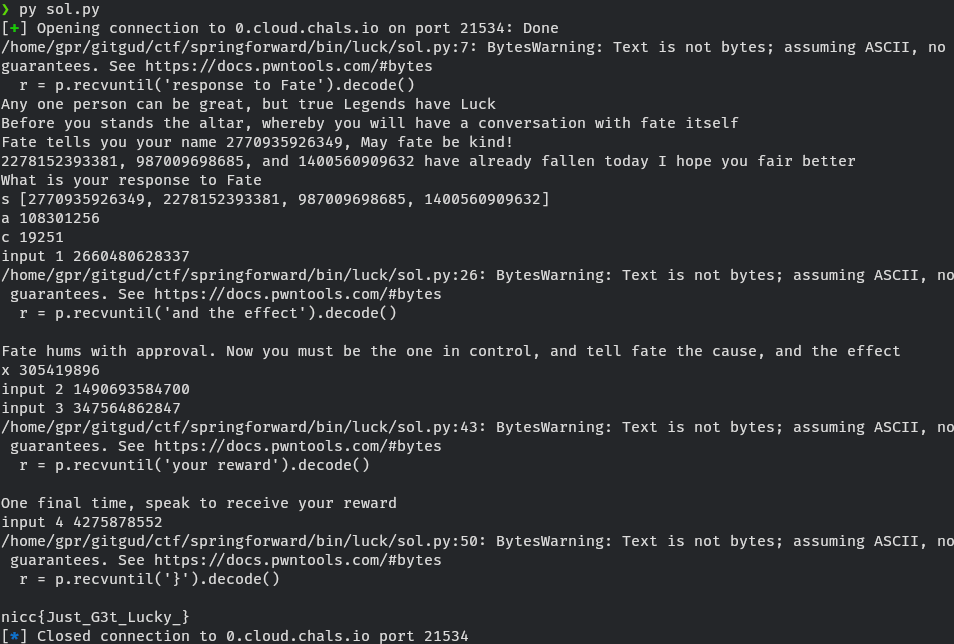 ❯ py sol.py
[+] Opening connection to 0.cloud.chals.io on port 21534: Done
/home/gpr/gitgud/ctf/springforward/bin/luck/sol.py:7: BytesWarning: Text is not bytes; assuming ASCII, no
guarantees. See https://docs.pwntools.com/#bytes
  r = p.recvuntil('response to Fate').decode()
Any one person can be great, but true Legends have Luck
Before you stands the altar, whereby you will have a conversation with fate itself
Fate tells you your name 2770935926349, May fate be kind!
2278152393381, 987009698685, and 1400560909632 have already fallen today I hope you fair better
What is your response to Fate
s [2770935926349, 2278152393381, 987009698685, 1400560909632]
a 108301256
c 19251
input 1 2660480628337
/home/gpr/gitgud/ctf/springforward/bin/luck/sol.py:26: BytesWarning: Text is not bytes; assuming ASCII, no
 guarantees. See https://docs.pwntools.com/#bytes
  r = p.recvuntil('and the effect').decode()

Fate hums with approval. Now you must be the one in control, and tell fate the cause, and the effect
x 305419896
input 2 1490693584700
input 3 347564862847
/home/gpr/gitgud/ctf/springforward/bin/luck/sol.py:43: BytesWarning: Text is not bytes; assuming ASCII, no
 guarantees. See https://docs.pwntools.com/#bytes
  r = p.recvuntil('your reward').decode()

One final time, speak to receive your reward
input 4 4275878552
/home/gpr/gitgud/ctf/springforward/bin/luck/sol.py:50: BytesWarning: Text is not bytes; assuming ASCII, no
 guarantees. See https://docs.pwntools.com/#bytes
  r = p.recvuntil('}').decode()

nicc{Just_G3t_Lucky_}
[*] Closed connection to 0.cloud.chals.io port 21534